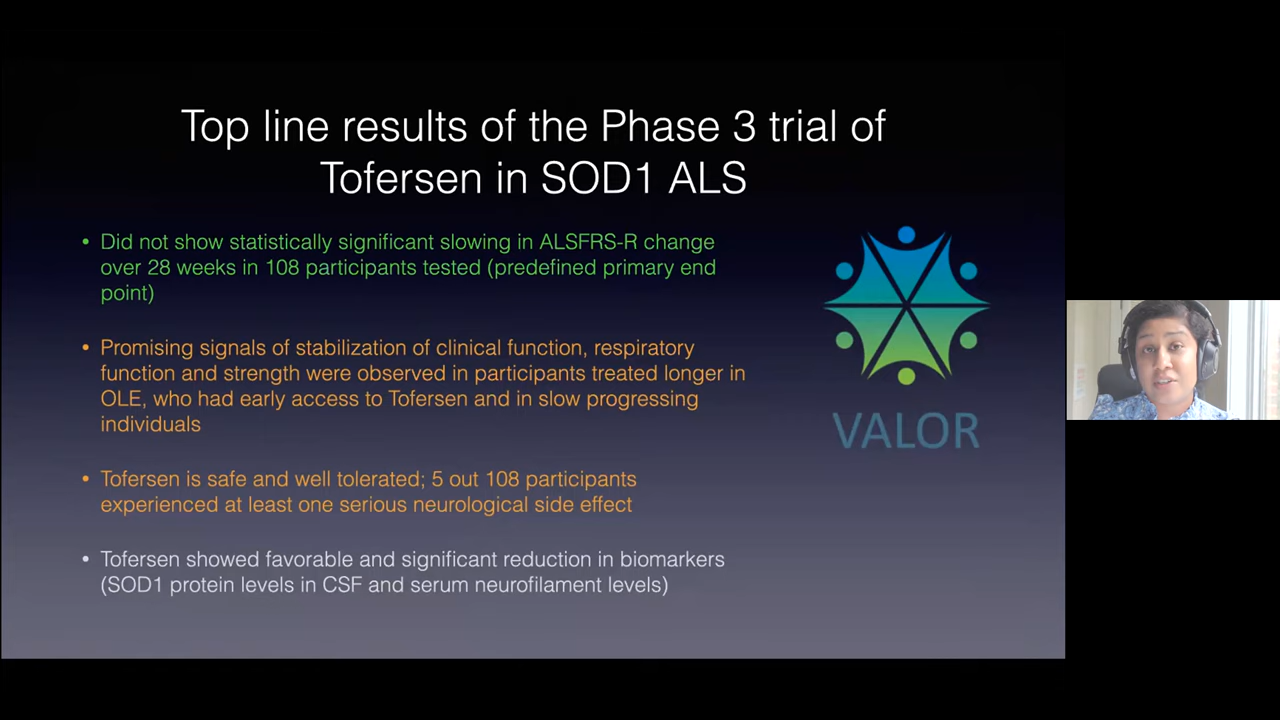 Top line results of the Phase 3 trial of
Tofersen in SOD1 ALS
• Did not show statistically significant slowing in ALSFRS-R change
over 28 weeks in 108 participants tested (predefined primary end
point)
• Promising signals of stabilization of clinical function, respiratory
function and strength were observed in participants treated longer in
OLE, who had early access to Tofersen and in slow progressing
individuals
• Tofersen is safe and well tolerated; 5 out 108 participants
experienced at least one serious neurological side effect
• Tofersen showed favorable and significant reduction in biomarkers
(SOD1 protein levels in CSF and serum neurofilament levels)
VALOR